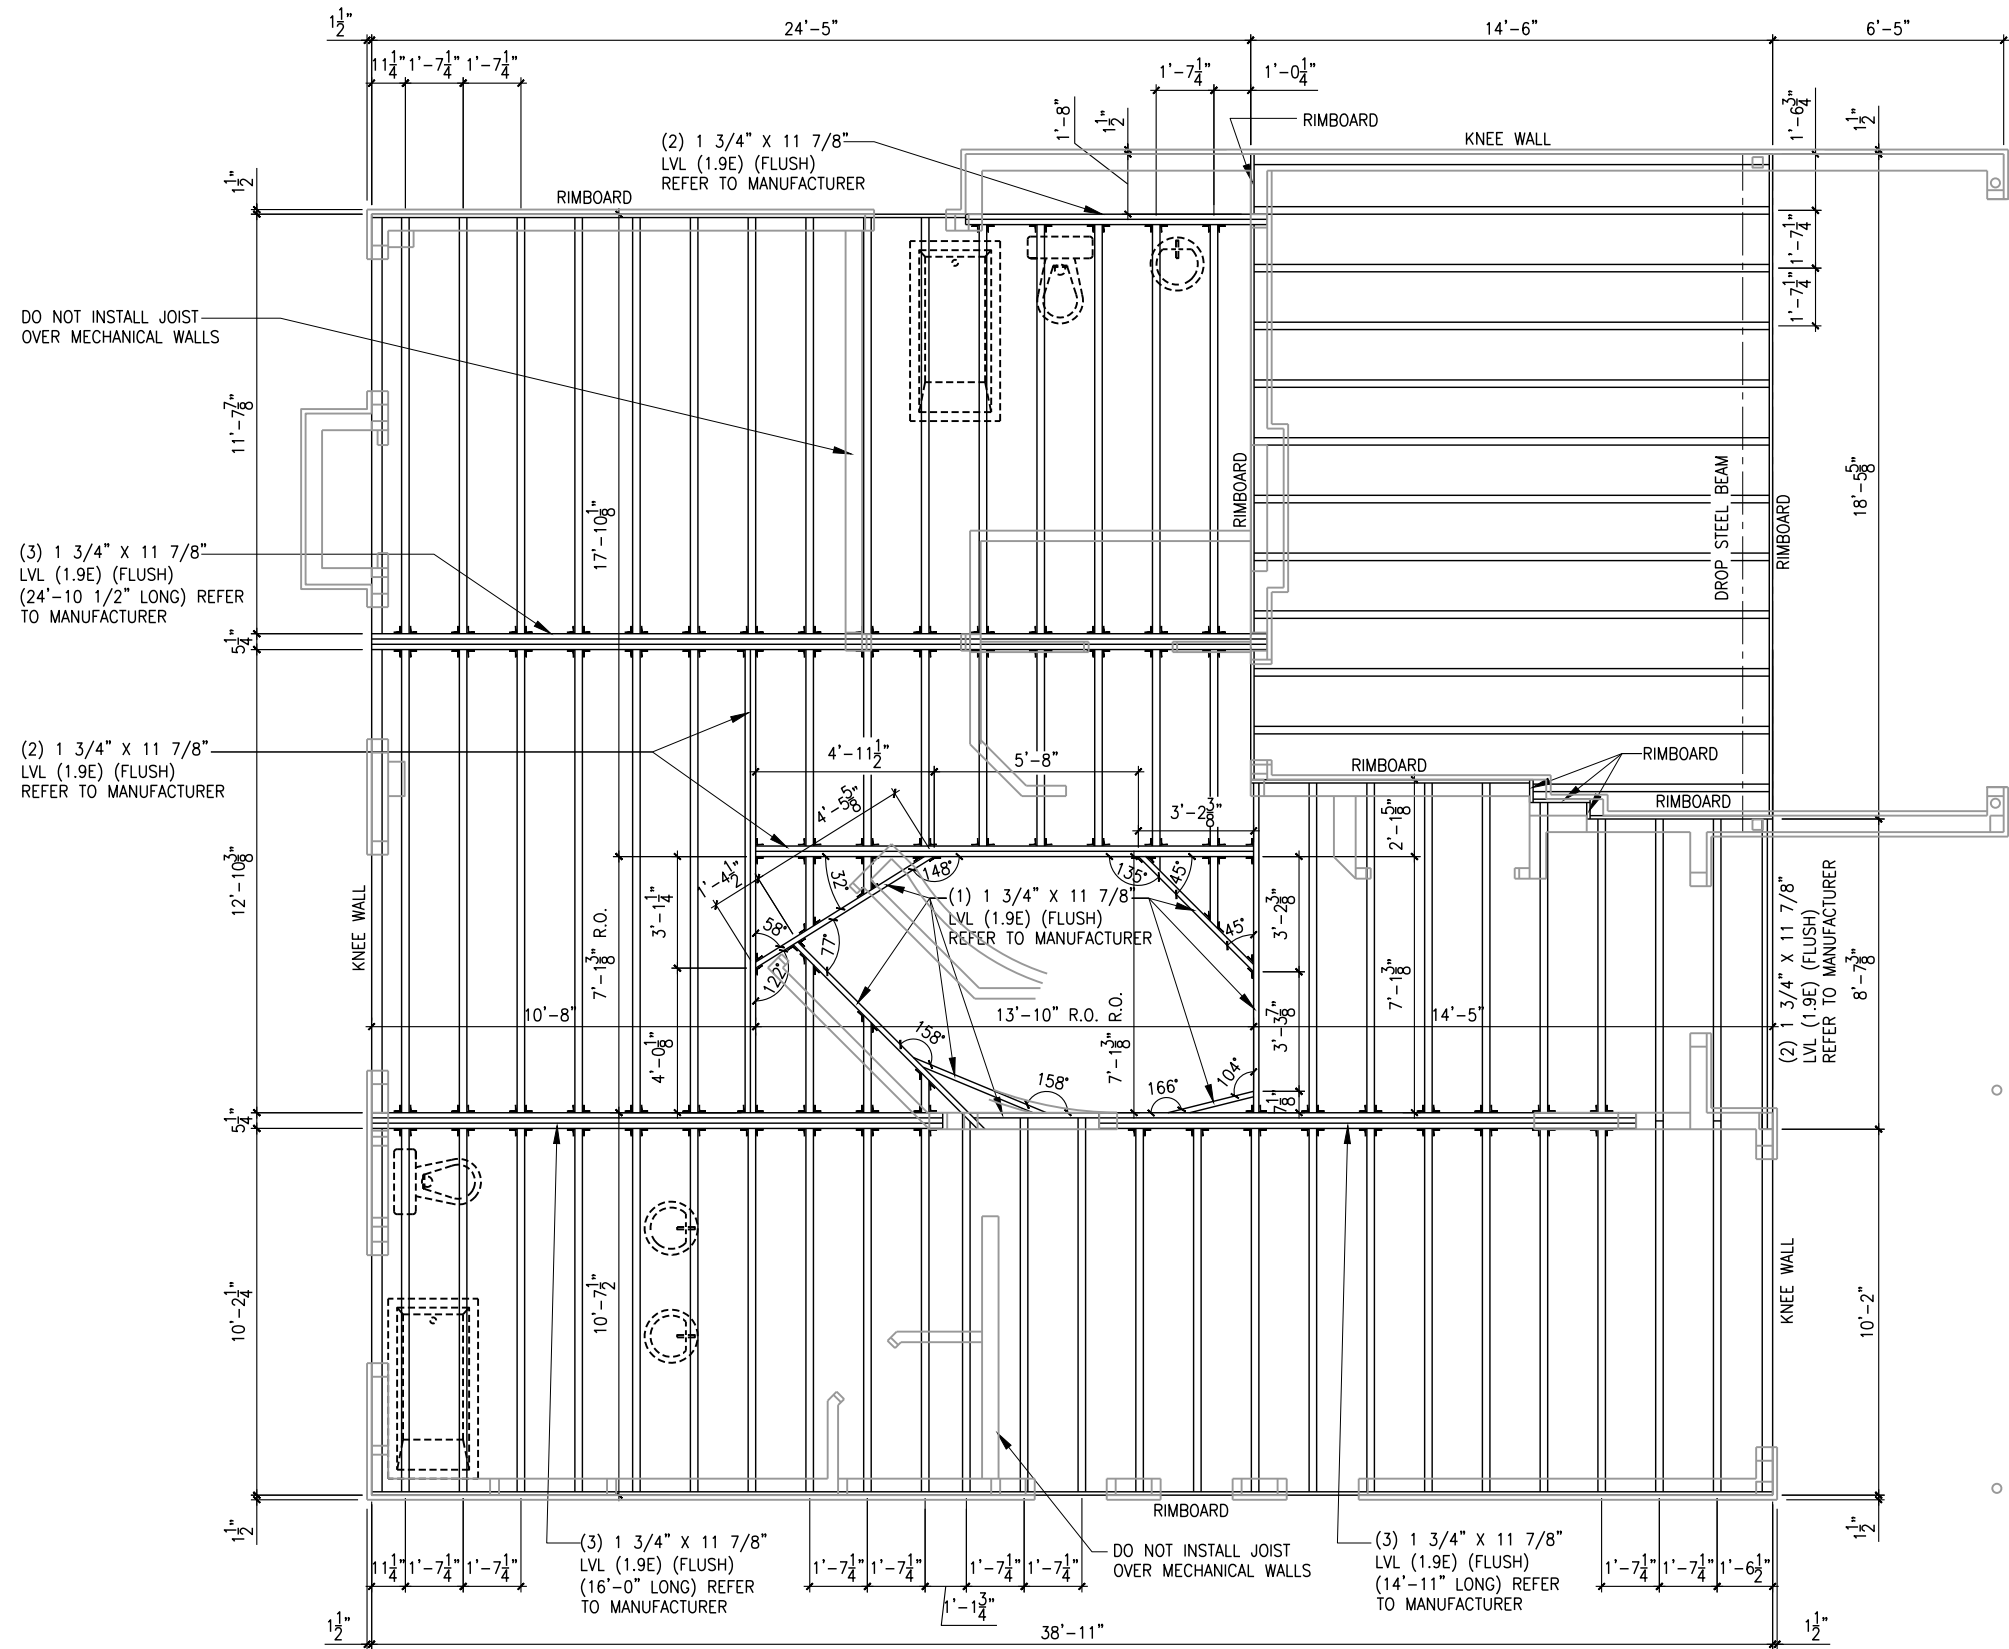 1 1/2"
24'-5"
14'-6"
6'-5"
11 1/4"
1'-7 1/4"
1'-7 1/4"
1'-7 1/4"
1'-0 1/4"
1'-8"
1 1/2"
RIMBOARD
KNEE WALL
1'-6 3/4"
1 1/2"
(2) 1 3/4" X 11 7/8"
LVL (1.9E) (FLUSH)
REFER TO MANUFACTURER
1 1/2"
RIMBOARD
1'-7 1/4"
1'-7 1/4"
DO NOT INSTALL JOIST
OVER MECHANICAL WALLS
11'-7 7/8"
17'-10 1/8"
RIMBOARD
DROP STEEL BEAM
RIMBOARD
18'-5 5/8"
(3) 1 3/4" X 11 7/8"
LVL (1.9E) (FLUSH)
(24'-10 1/2" LONG) REFER
TO MANUFACTURER
5 1/4"
(2) 1 3/4" X 11 7/8"
LVL (1.9E) (FLUSH)
REFER TO MANUFACTURER
4'-11 1/2"
5'-8"
RIMBOARD
RIMBOARD
RIMBOARD
4'-5 5/8"
3'-2 3/8"
2'-1 5/8"
1'-4 1/2"
32°
148°
135°
45°
12'-10 3/8"
KNEE WALL
7'-1 3/8" R.O.
3'-1 1/4"
58°
77°
122°
(1) 1 3/4" X 11 7/8"
LVL (1.9E) (FLUSH)
REFER TO MANUFACTURER
45°
3'-2 3/8"
7'-1 3/8"
(2) 1 3/4" X 11 7/8"
LVL (1.9E) (FLUSH)
REFER TO MANUFACTURER
8'-7 3/8"
10'-8"
13'-10" R.O.
R.O.
7'-1 3/8"
14'-5"
4'-0 1/8"
158°
158°
166°
104°
3'-3 7/8"
7 1/8"
5 1/4"
10'-2 1/4"
10'-7 1/2"
KNEE WALL
10'-2"
1 1/2"
RIMBOARD
1 1/2"
(3) 1 3/4" X 11 7/8"
LVL (1.9E) (FLUSH)
(16'-0" LONG) REFER
TO MANUFACTURER
DO NOT INSTALL JOIST
OVER MECHANICAL WALLS
(3) 1 3/4" X 11 7/8"
LVL (1.9E) (FLUSH)
(14'-11" LONG) REFER
TO MANUFACTURER
11 1/4"
1'-7 1/4"
1'-7 1/4"
1'-7 1/4"
1'-7 1/4"
1'-1 3/4"
1'-7 1/4"
1'-7 1/4"
1'-7 1/4"
1'-7 1/4"
1'-6 1/2"
1 1/2"
38'-11"
1 1/2"